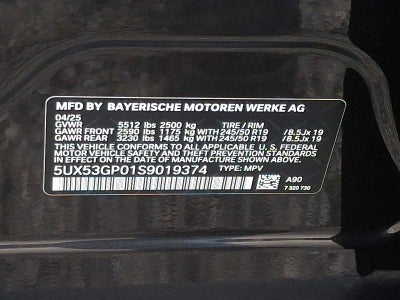 MFD BY BAYERISCHE MOTOREN WERKE AG
04/25
GVWR 5512 lbs 2500 kg TIRE / RIM
GAWR FRONT 2590 lbs 1175 kg WITH 245/50 R19 / 8.5Jx 19
GAWR REAR 3230 lbs 1465 kg WITH 245/50 R19 / 8.5Jx 19
THIS VEHICLE CONFORMS TO ALL APPLICABLE U. S. FEDERAL
MOTOR VEHICLE SAFETY STANDARDS IN EFFECT ON
THE DATE OF MANUFACTURE SHOWN ABOVE.
5UX53GP01S9019374 TYPE: MPV
A90
7 320 730